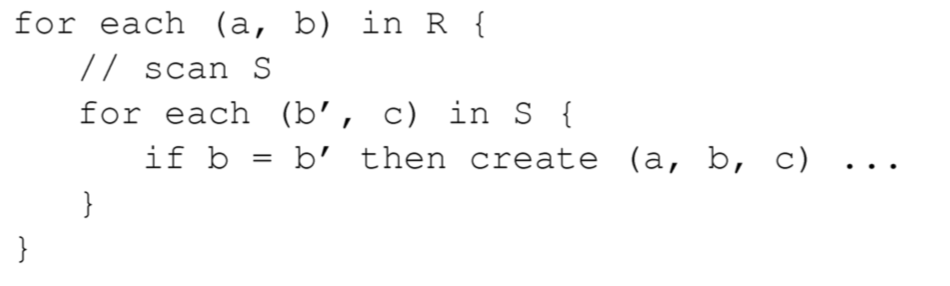 for each (a, b) in R {
// scan S
for each (b′, c) in S {
if b = b′ then create (a, b, c) ...
}
}